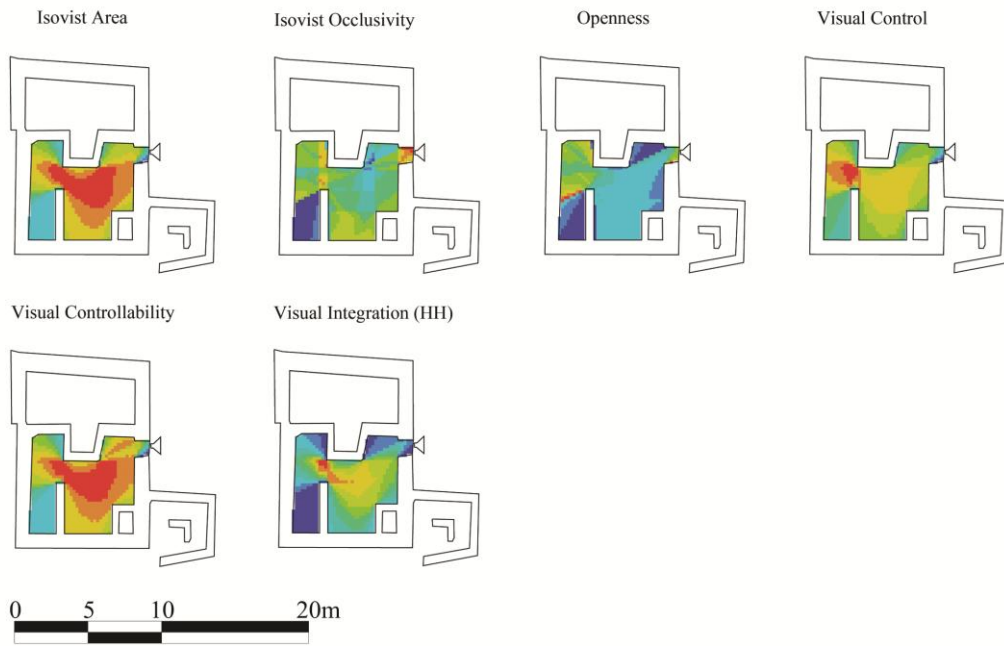 Isovist Area
Isovist Occlusivity
Openness
Visual Control
Visual Controllability
Visual Integration (HH)
0 5 10 20m